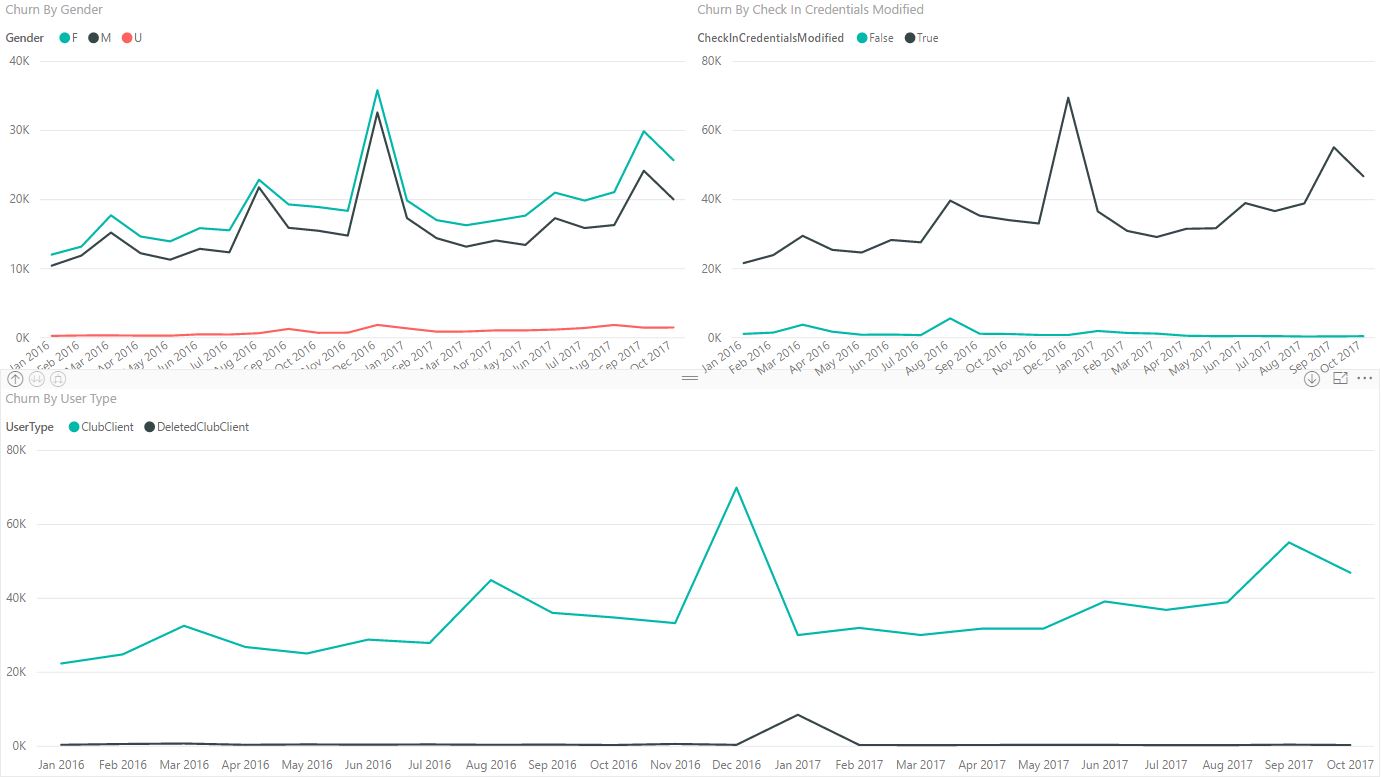 Churn By Gender
Gender F M U
40K
30K
20K
10K
0K
Jan 2016 Feb 2016 Mar 2016 Apr 2016 May 2016 Jun 2016 Jul 2016 Aug 2016 Sep 2016 Oct 2016 Nov 2016 Dec 2016 Jan 2017 Feb 2017 Mar 2017 Apr 2017 May 2017 Jun 2017 Jul 2017 Aug 2017 Sep 2017 Oct 2017
Churn By Check In Credentials Modified
CheckInCredentialsModified False True
80K
60K
40K
20K
0K
Jan 2016 Feb 2016 Mar 2016 Apr 2016 May 2016 Jun 2016 Jul 2016 Aug 2016 Sep 2016 Oct 2016 Nov 2016 Dec 2016 Jan 2017 Feb 2017 Mar 2017 Apr 2017 May 2017 Jun 2017 Jul 2017 Aug 2017 Sep 2017 Oct 2017
Churn By User Type
UserType ClubClient DeletedClubClient
80K
60K
40K
20K
0K
Jan 2016 Feb 2016 Mar 2016 Apr 2016 May 2016 Jun 2016 Jul 2016 Aug 2016 Sep 2016 Oct 2016 Nov 2016 Dec 2016 Jan 2017 Feb 2017 Mar 2017 Apr 2017 May 2017 Jun 2017 Jul 2017 Aug 2017 Sep 2017 Oct 2017